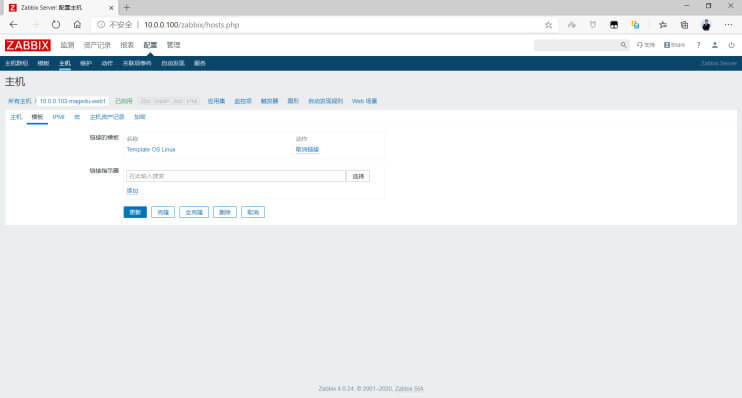 Zabbix Server: 配置主机
不安全 10.0.0.100/zabbix/hosts.php
ZABBIX 监测 资产记录 报表 配置 管理 Share
主机群组 模板 主机 维护 动作 关联项事件 自动发现 服务 Zabbix Server
主机
所有主机 / 10.0.0.103-magedu-web1 已启用 ZBX SNMP JMX IPMI 应用集 监控项 触发器 图形 自动发现规则 Web 场景
主机 模板 IPMI 宏 主机资产记录 加密
链接的模板 名称 动作
Template OS Linux 取消链接
链接指示器 在此输入搜索 选择
添加
更新 克隆 全克隆 删除 取消
Zabbix 4.0.24. © 2001–2020, Zabbix SIA